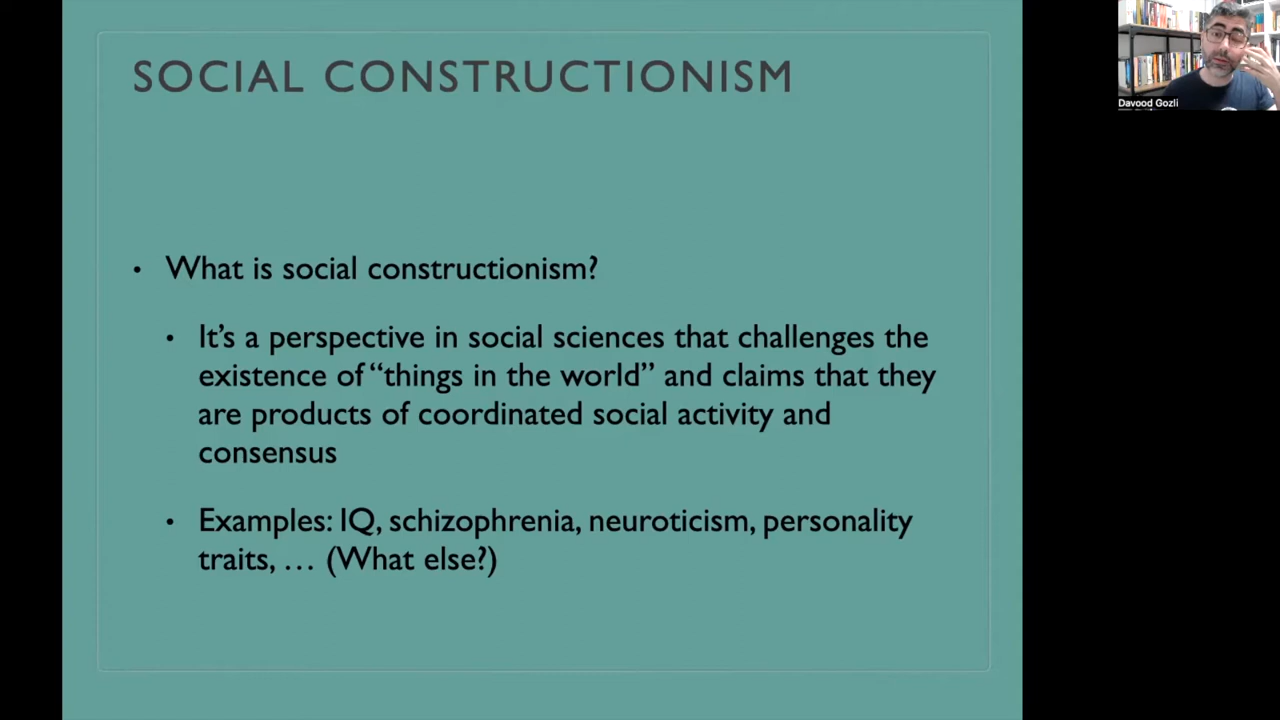 SOCIAL CONSTRUCTIONISM
• What is social constructionism?
• It’s a perspective in social sciences that challenges the
existence of “things in the world” and claims that they
are products of coordinated social activity and
consensus
• Examples: IQ, schizophrenia, neuroticism, personality
traits, … (What else?)
Davood Gozli